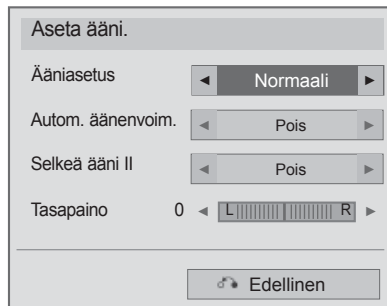 Aseta ääni.
Ääniasetus ◄ Normaali ►
Autom. äänenvoim. ◄ Pois ►
Selkeä ääni II ◄ Pois ►
Tasapaino 0 ◄ L R ►
Edellinen